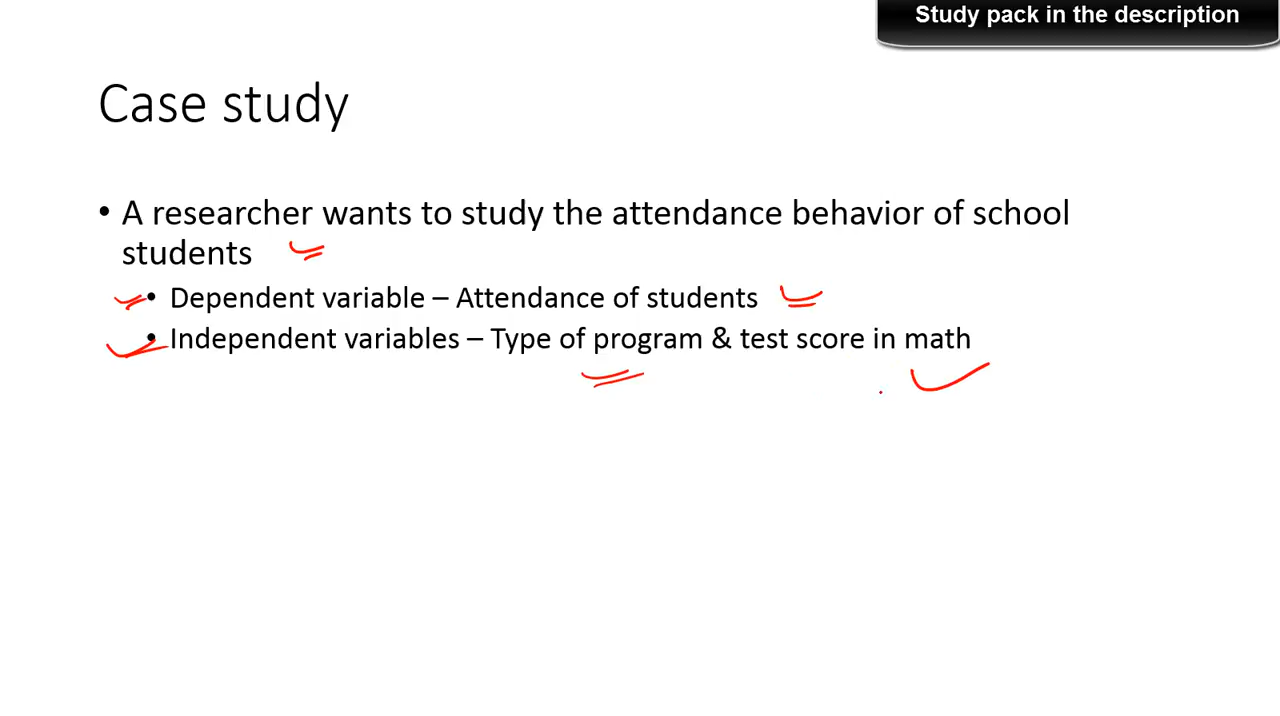 Study pack in the description
Case study
• A researcher wants to study the attendance behavior of school
students
• Dependent variable – Attendance of students
• Independent variables – Type of program & test score in math